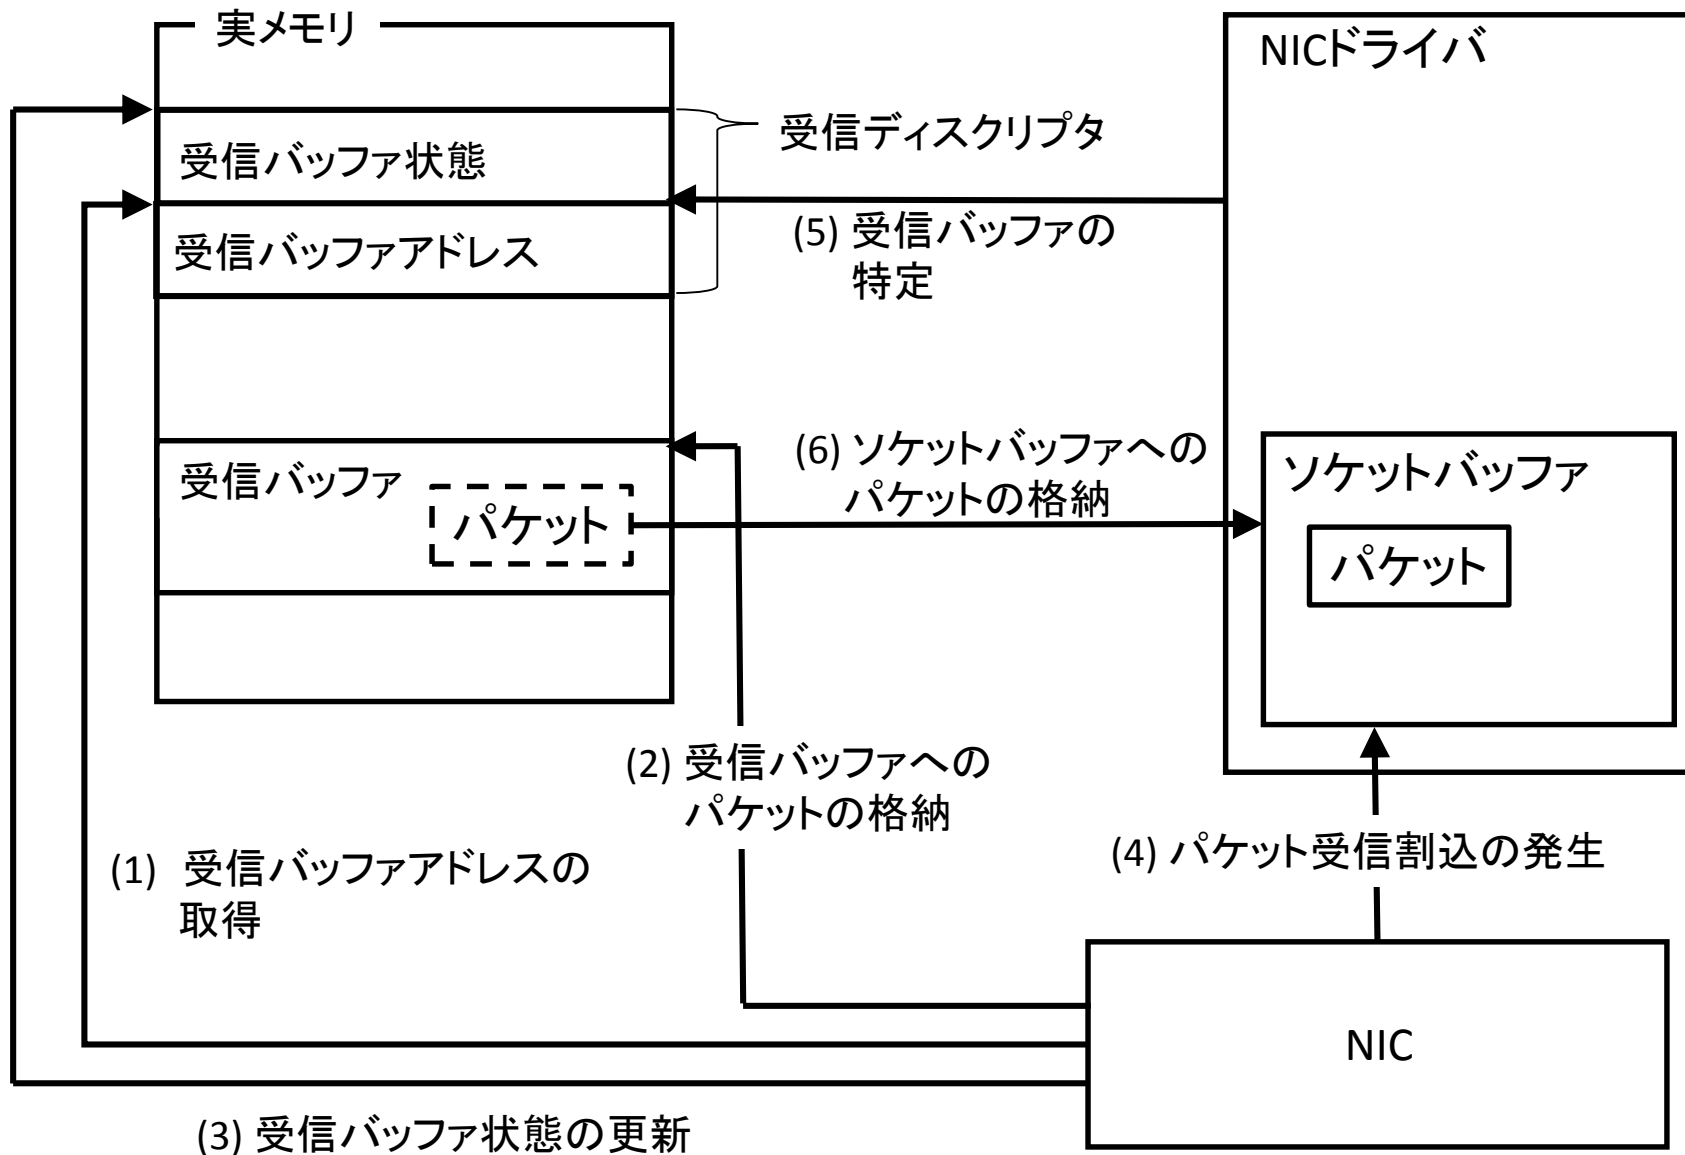 実メモリ
NICドライバ
受信ディスクリプタ
受信バッファ状態
(5) 受信バッファの
特定
受信バッファアドレス
(6) ソケットバッファへの
パケットの格納
受信バッファ
パケット
ソケットバッファ
パケット
(2) 受信バッファへの
パケットの格納
(1) 受信バッファアドレスの
取得
(4) パケット受信割込の発生
NIC
(3) 受信バッファ状態の更新